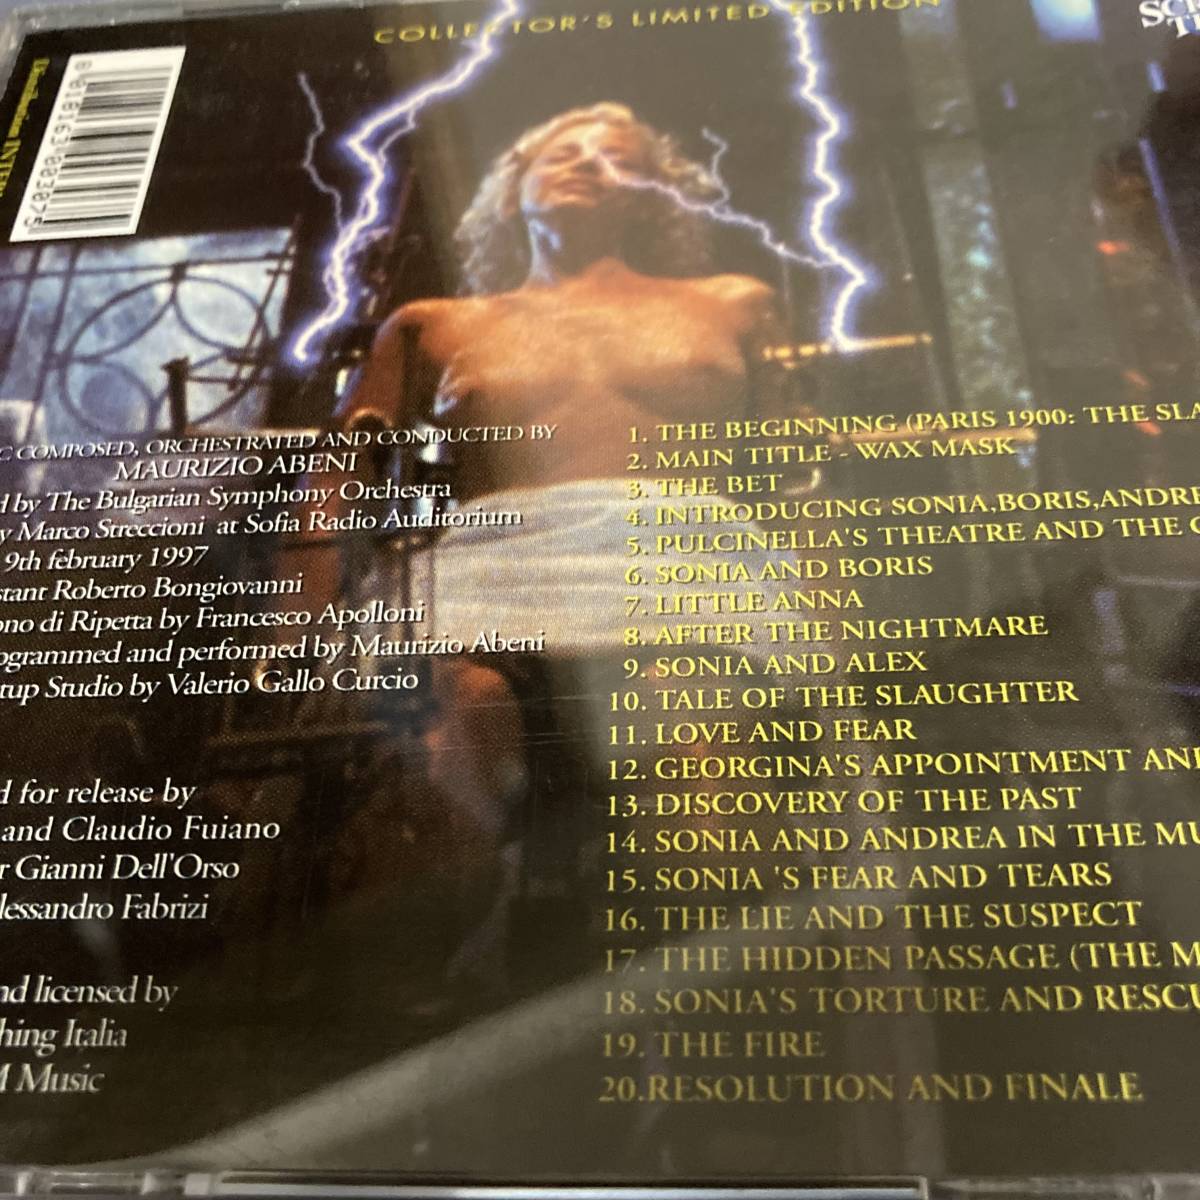 COLLECTOR'S LIMITED EDITION
8 018163 003075
C COMPOSED, ORCHESTRATED AND CONDUCTED BY
MAURIZIO ABENI
d by The Bulgarian Symphony Orchestra
y Marco Streccioni at Sofia Radio Auditorium
9th february 1997
stant Roberto Bongiovanni
ono di Ripetta by Francesco Apolloni
ogrammed and performed by Maurizio Abeni
tup Studio by Valerio Gallo Curcio
d for release by
and Claudio Fuiano
r Gianni Dell'Orso
lessandro Fabrizi
nd licensed by
hing Italia
M Music
1. THE BEGINNING (PARIS 1900: THE SLA
2. MAIN TITLE - WAX MASK
3. THE BET
4. INTRODUCING SONIA,BORIS,ANDRE
5. PULCINELLA'S THEATRE AND THE
6. SONIA AND BORIS
7. LITTLE ANNA
8. AFTER THE NIGHTMARE
9. SONIA AND ALEX
10. TALE OF THE SLAUGHTER
11. LOVE AND FEAR
12. GEORGINA'S APPOINTMENT AND
13. DISCOVERY OF THE PAST
14. SONIA AND ANDREA IN THE MU
15. SONIA 'S FEAR AND TEARS
16. THE LIE AND THE SUSPECT
17. THE HIDDEN PASSAGE (THE M
18. SONIA'S TORTURE AND RESCU
19. THE FIRE
20.RESOLUTION AND FINALE